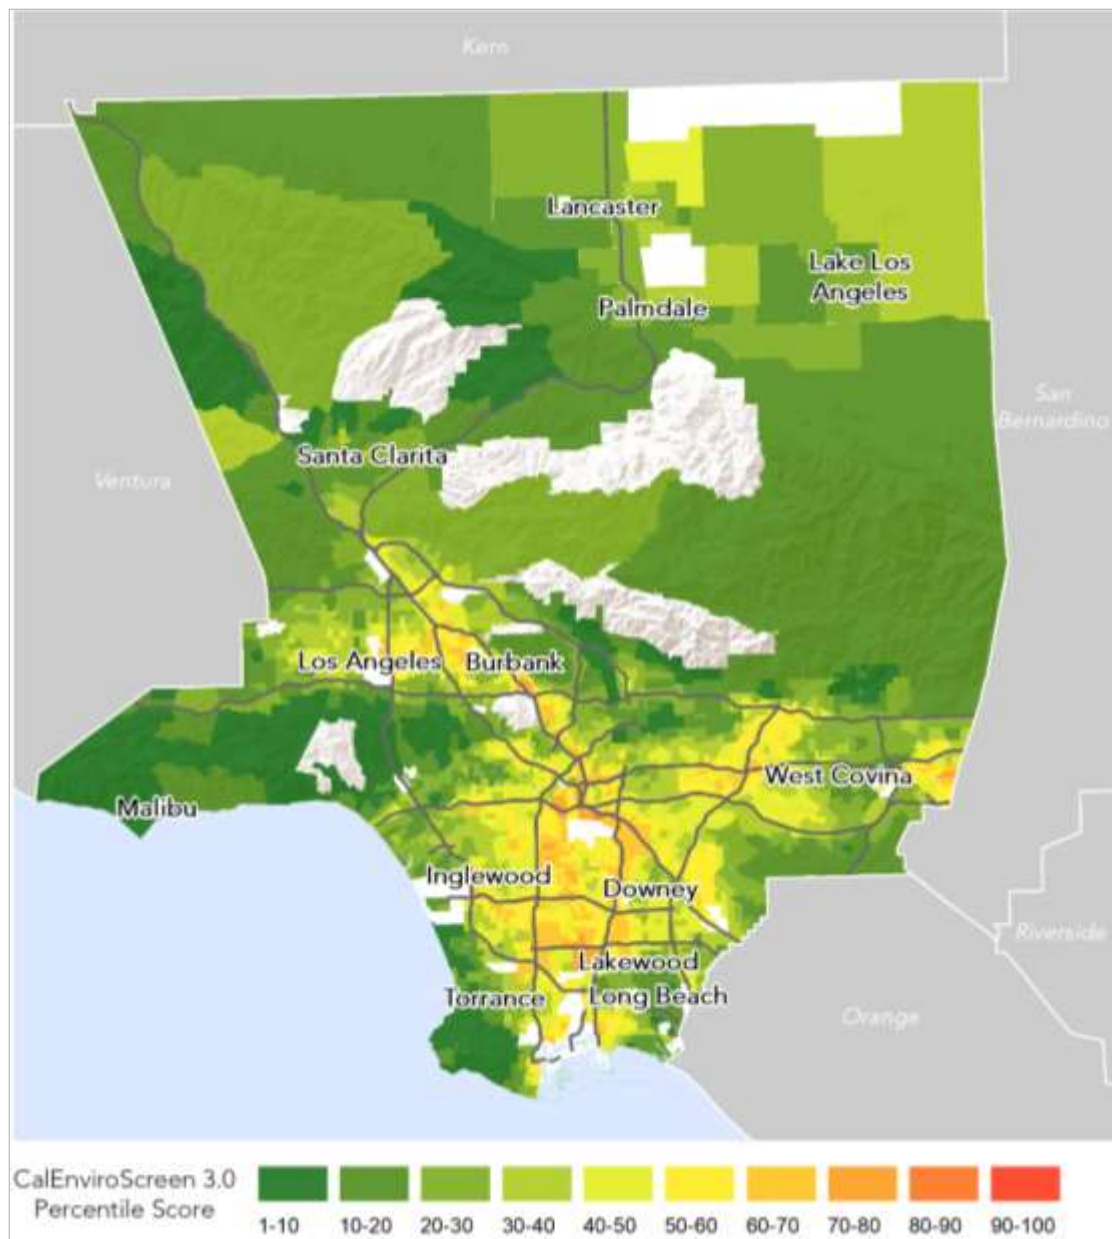 Kern
Lancaster
Lake Los
Angeles
Palmdale
San
Bernardino
Santa Clarita
Ventura
Los Angeles
Burbank
West Covina
Malibu
Inglewood
Downey
Riverside
Lakewood
Torrance
Long Beach
Orange
CalEnviroScreen 3.0
Percentile Score
1-10 10-20 20-30 30-40 40-50 50-60 60-70 70-80 80-90 90-100